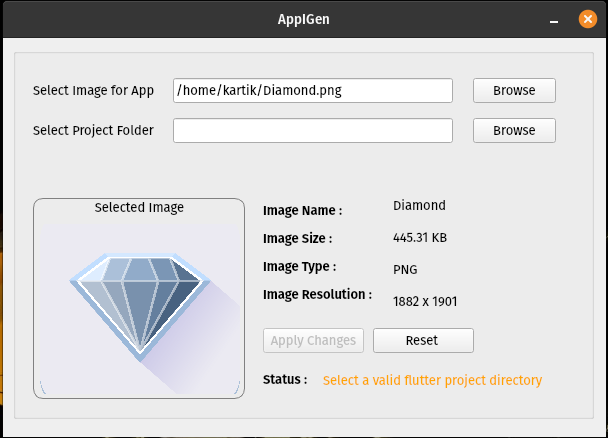 AppIGen
Select Image for App /home/kartik/Diamond.png Browse
Select Project Folder Browse
Selected Image
Image Name : Diamond
Image Size : 445.31 KB
Image Type : PNG
Image Resolution : 1882 x 1901
Apply Changes Reset
Status : Select a valid flutter project directory